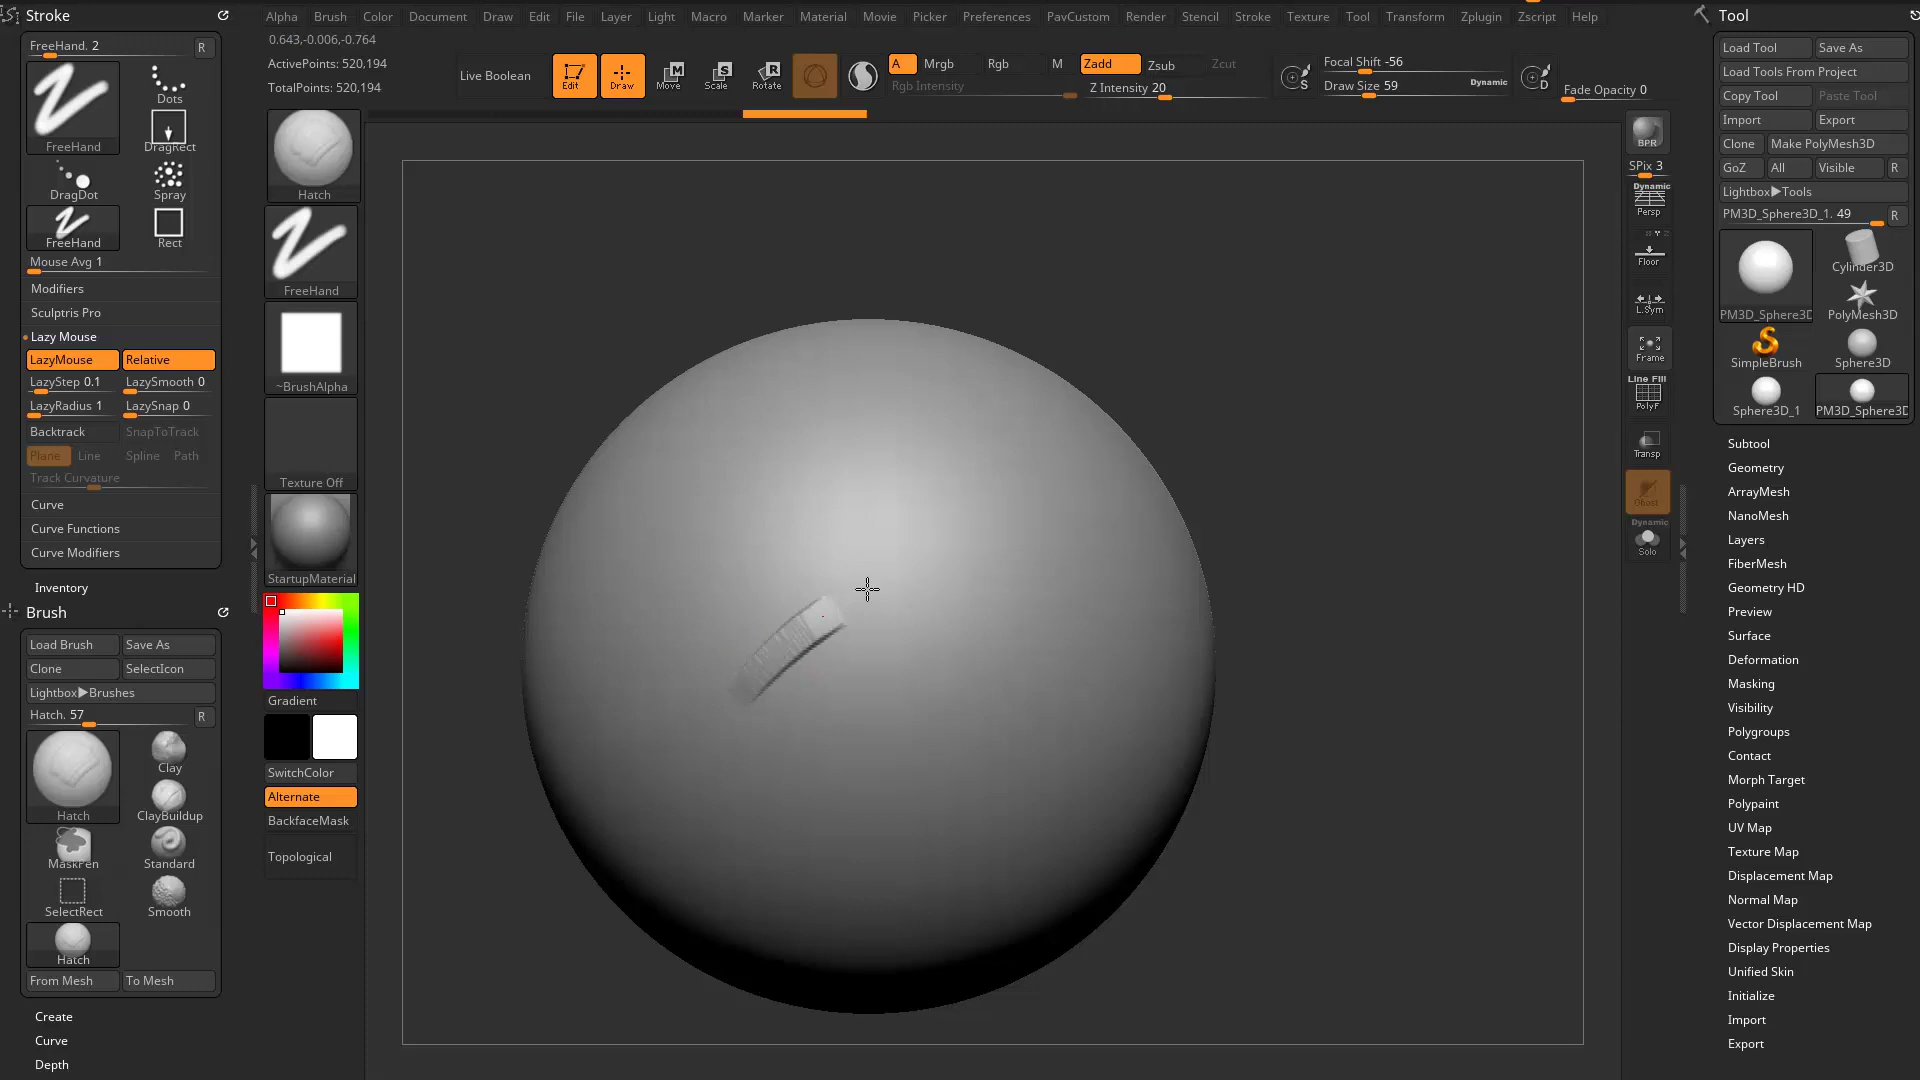 Stroke
FreeHand. 2 R
FreeHand
Dots
DragRect
DragDot
Spray
FreeHand
Rect
Mouse Avg 1
Modifiers
Sculptris Pro
Lazy Mouse
LazyMouse Relative
LazyStep 0.1 LazySmooth 0
LazyRadius 1 LazySnap 0
Backtrack SnapToTrack
Plane Line Spline Path
Track Curvature
Curve
Curve Functions
Curve Modifiers
Inventory
Brush
Load Brush Save As
Clone SelectIcon
Lightbox▶Brushes
Hatch. 57 R
Hatch
Clay
ClayBuildup
MaskPen
Standard
SelectRect
Smooth
Hatch
From Mesh To Mesh
Create
Curve
Depth
Alpha Brush Color Document Draw Edit File Layer Light Macro Marker Material Movie Picker Preferences PavCustom Render Stencil Stroke Texture Tool Transform Zplugin Zscript Help
0.643,-0.006,-0.764
ActivePoints: 520,194
TotalPoints: 520,194
Live Boolean
Edit
Draw
Move
Scale
Rotate
A Mrgb Rgb M
Rgb Intensity
Zadd Zsub Zcut
Z Intensity 20
S
Focal Shift -56
Draw Size 59 Dynamic
D
Fade Opacity 0
Hatch
FreeHand
~BrushAlpha
Texture Off
StartupMaterial
Gradient
SwitchColor
Alternate
BackfaceMask
Topological
BPR
SPix 3
Dynamic
Persp
Floor
L.Sym
Frame
Line Fill
PolyF
Transp
Ghost
Dynamic
Solo
Tool
Load Tool Save As
Load Tools From Project
Copy Tool Paste Tool
Import Export
Clone Make PolyMesh3D
GoZ All Visible R
Lightbox▶Tools
PM3D_Sphere3D_1. 49 R
PM3D_Sphere3D
Cylinder3D
PolyMesh3D
SimpleBrush
Sphere3D
Sphere3D_1
PM3D_Sphere3D
Subtool
Geometry
ArrayMesh
NanoMesh
Layers
FiberMesh
Geometry HD
Preview
Surface
Deformation
Masking
Visibility
Polygroups
Contact
Morph Target
Polypaint
UV Map
Texture Map
Displacement Map
Normal Map
Vector Displacement Map
Display Properties
Unified Skin
Initialize
Import
Export